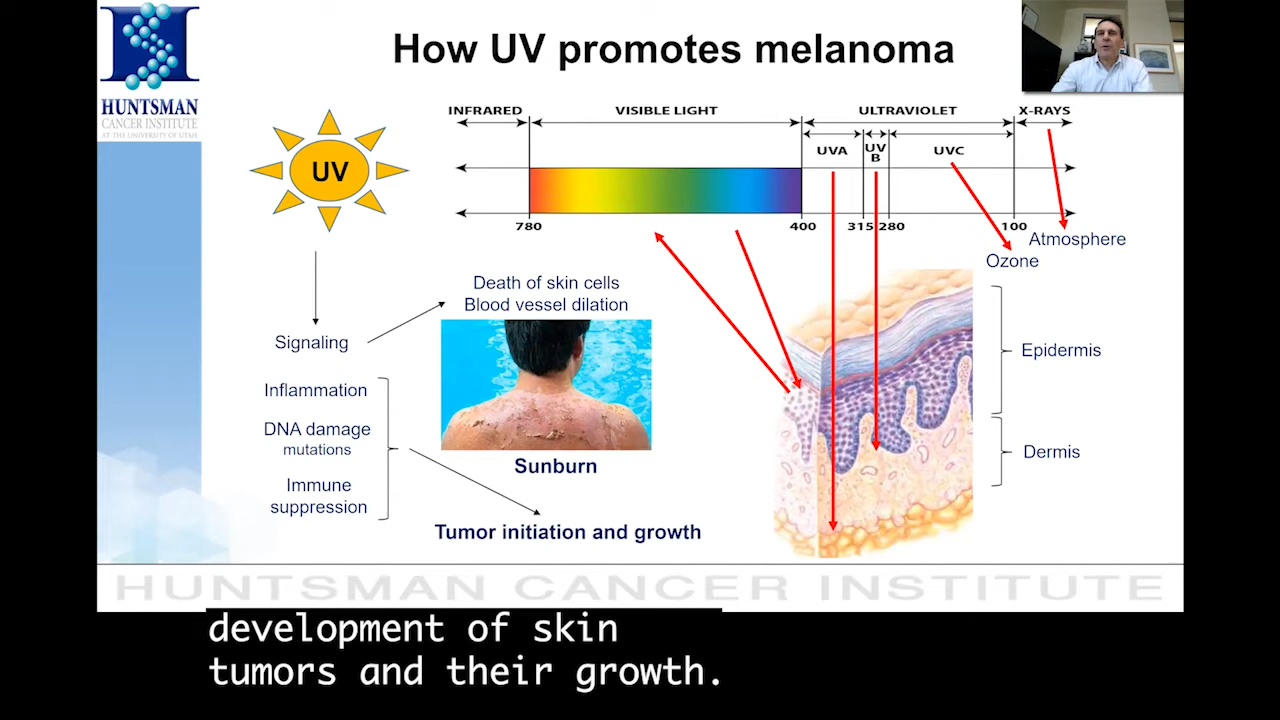 How UV promotes melanoma
HUNTSMAN
CANCER INSTITUTE
AT THE UNIVERSITY OF UTAH
INFRARED
VISIBLE LIGHT
ULTRAVIOLET
X-RAYS
UVA
UV
B
UVC
UV
780
400
315
280
100
Atmosphere
Ozone
Death of skin cells
Blood vessel dilation
Signaling
Epidermis
Inflammation
DNA damage
mutations
Dermis
Sunburn
Immune
suppression
Tumor initiation and growth
HUNTSMAN CANCER INSTITUTE
development of skin
tumors and their growth.